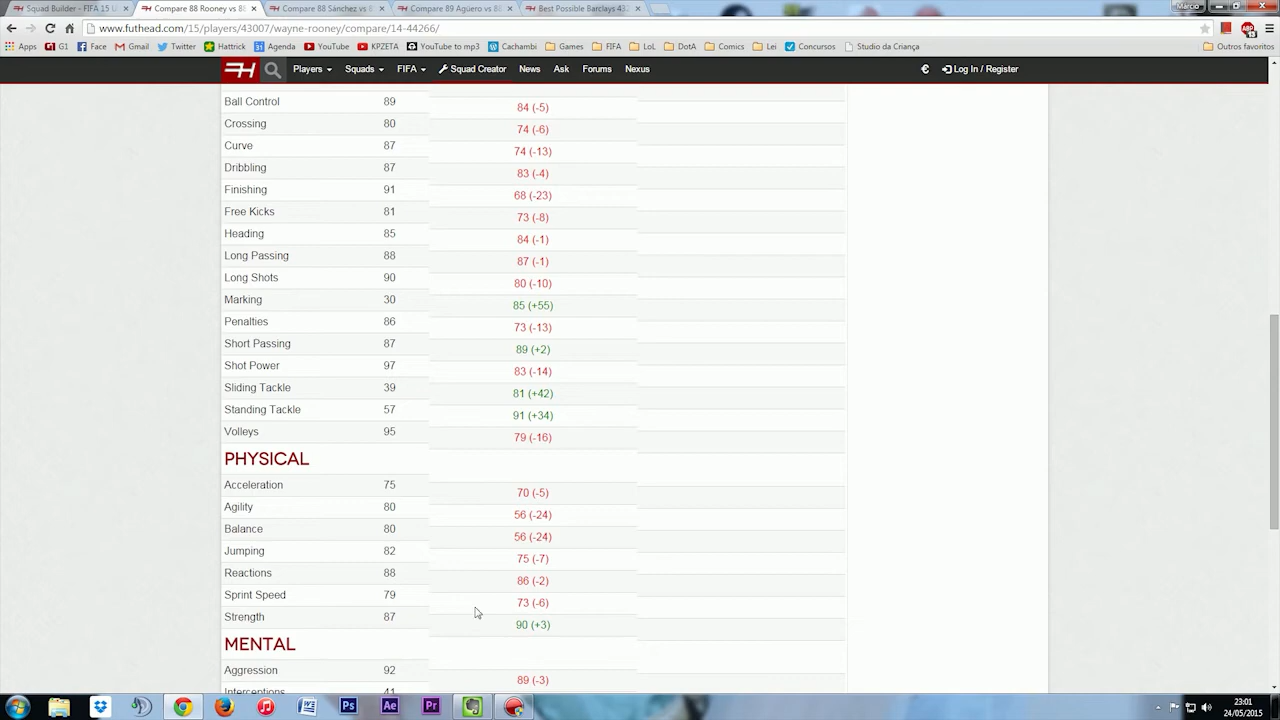 Squad Builder - FIFA 15 U
Compare 88 Rooney vs 88
Compare 88 Sánchez vs 8
Compare 89 Agüero vs 8
Best Possible Barclays 433
Márcio
www.futhead.com/15/players/43007/wayne-rooney/compare/14-44266/
Apps G1 Face Gmail Twitter Hattrick Agenda YouTube KPZETA YouTube to mp3 Cachambi Games FIFA LoL DotA Comics Lei Concursos Studio da Criança Outros favoritos
Players Squads FIFA Squad Creator News Ask Forums Nexus € Log In / Register
Ball Control 89 84 (-5)
Crossing 80 74 (-6)
Curve 87 74 (-13)
Dribbling 87 83 (-4)
Finishing 91 68 (-23)
Free Kicks 81 73 (-8)
Heading 85 84 (-1)
Long Passing 88 87 (-1)
Long Shots 90 80 (-10)
Marking 30 85 (+55)
Penalties 86 73 (-13)
Short Passing 87 89 (+2)
Shot Power 97 83 (-14)
Sliding Tackle 39 81 (+42)
Standing Tackle 57 91 (+34)
Volleys 95 79 (-16)
PHYSICAL
Acceleration 75 70 (-5)
Agility 80 56 (-24)
Balance 80 56 (-24)
Jumping 82 75 (-7)
Reactions 88 86 (-2)
Sprint Speed 79 73 (-6)
Strength 87 90 (+3)
MENTAL
Aggression 92 89 (-3)
Interceptions 41
23:01
24/05/2015